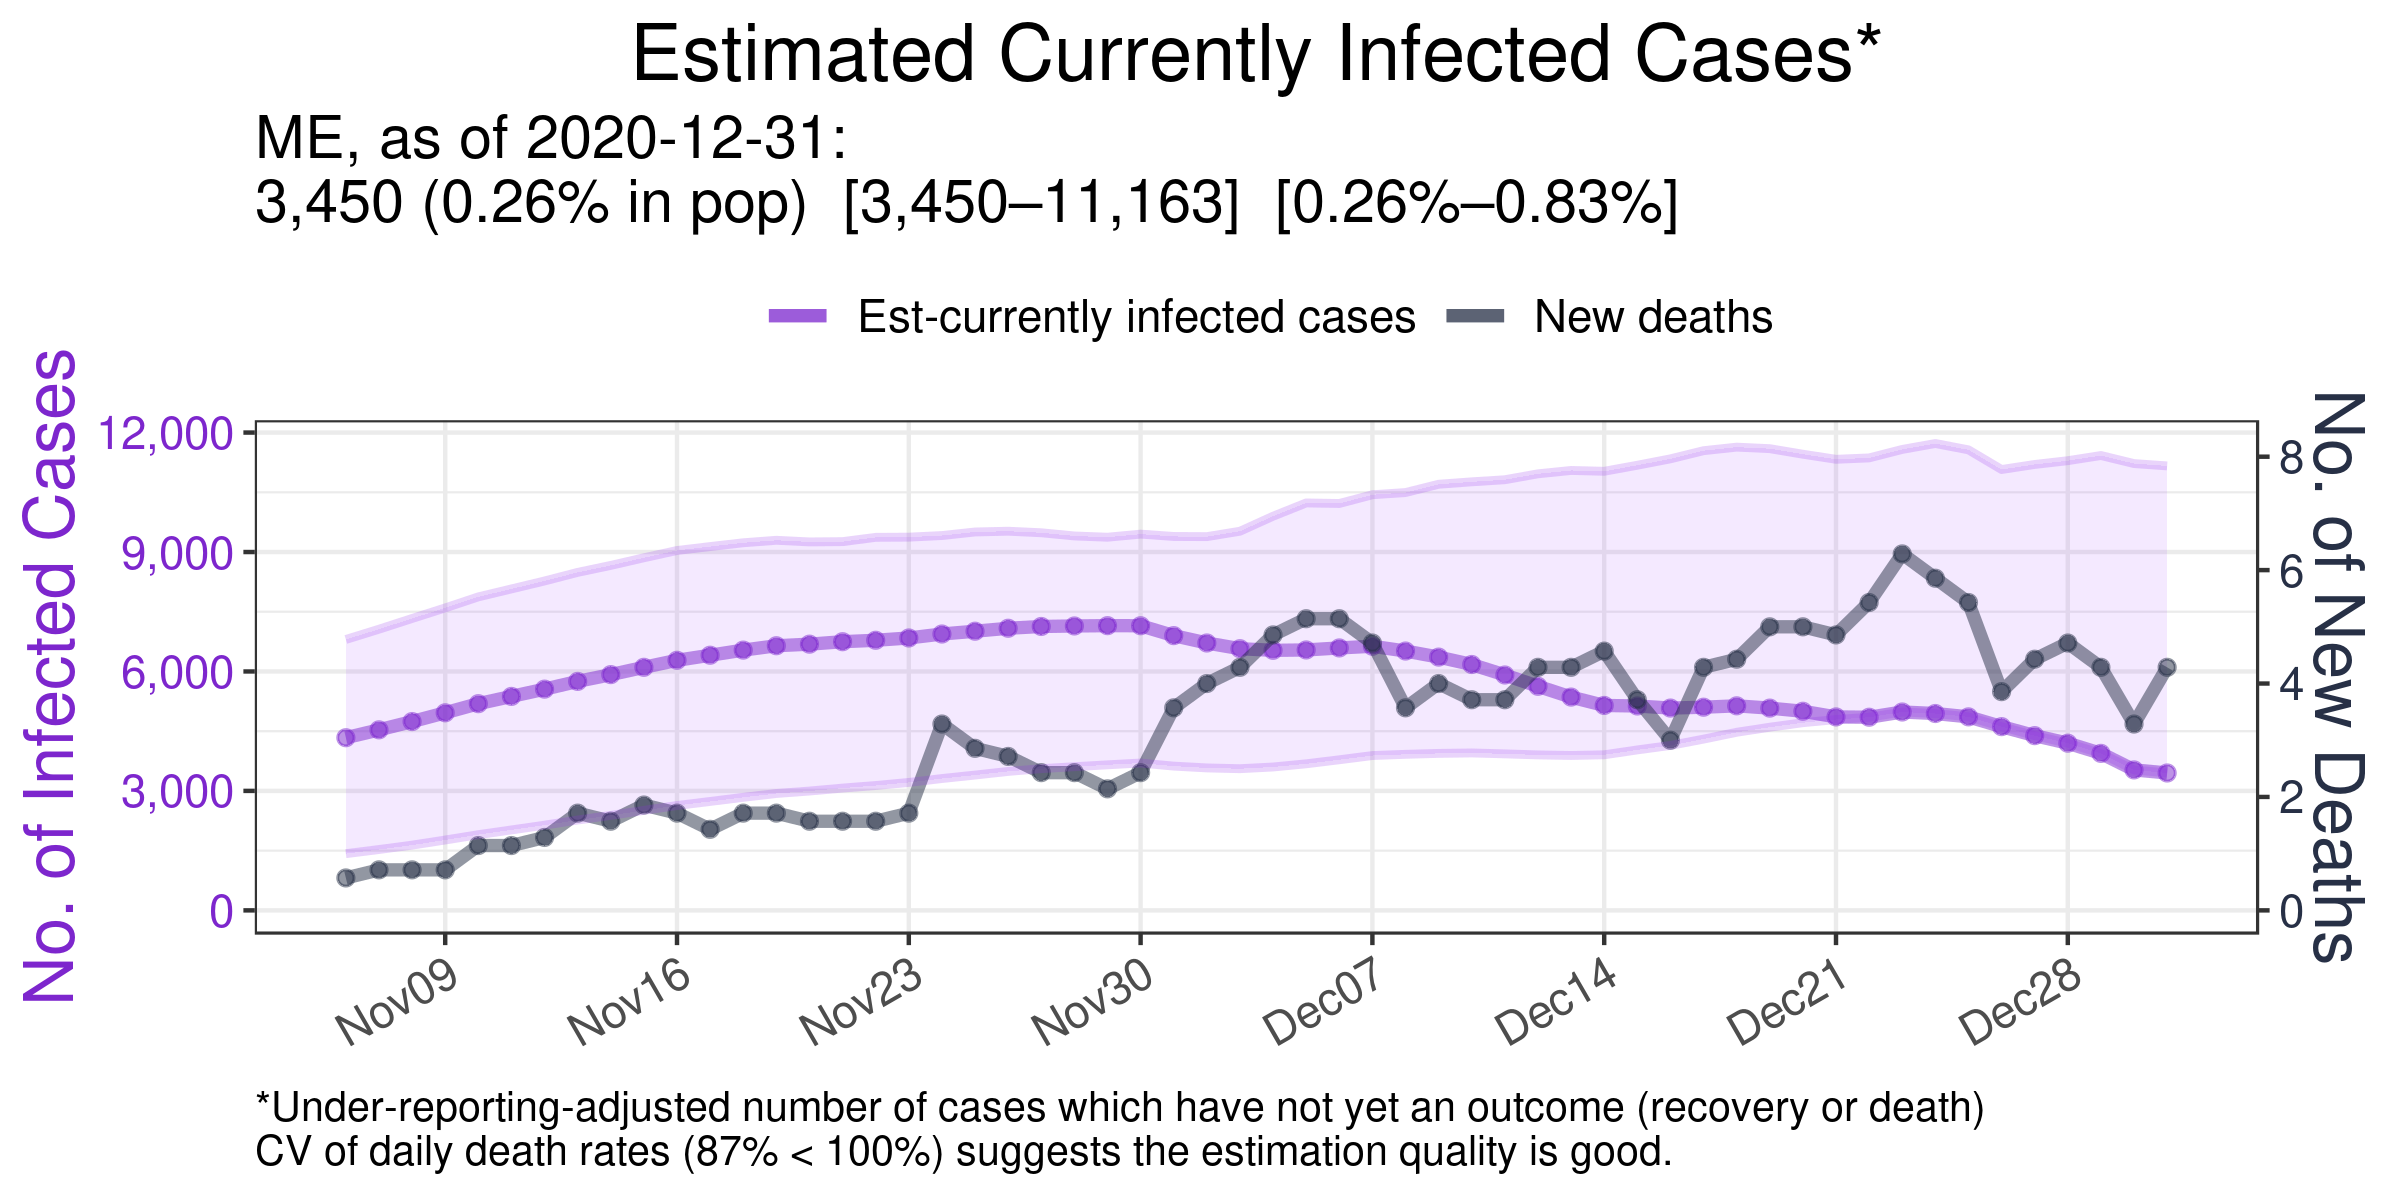 Estimated Currently Infected Cases*
ME, as of 2020-12-31:
3,450 (0.26% in pop) [3,450–11,163] [0.26%–0.83%]
Est-currently infected cases New deaths
No. of Infected Cases
12,000
9,000
6,000
3,000
0
8
6
4
2
0
No. of New Deaths
Nov09 Nov16 Nov23 Nov30 Dec07 Dec14 Dec21 Dec28
*Under-reporting-adjusted number of cases which have not yet an outcome (recovery or death)
CV of daily death rates (87% < 100%) suggests the estimation quality is good.